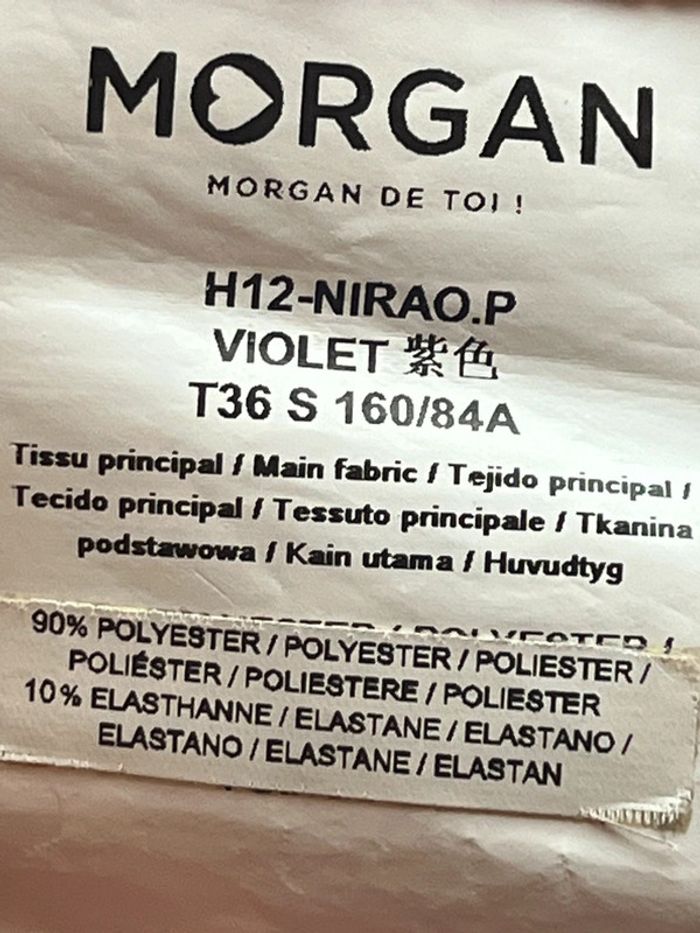 MORGAN
MORGAN DE TOI !
H12-NIRAO.P
VIOLET 紫色
T36 S 160/84A
Tissu principal / Main fabric / Tejido principal /
Tecido principal / Tessuto principale / Tkanina
podstawowa / Kain utama / Huvudtyg
90% POLYESTER / POLYESTER / POLIESTER /
POLIÉSTER / POLIESTERE / POLIESTER
10% ELASTHANNE / ELASTANE / ELASTANO /
ELASTANO / ELASTANE / ELASTAN